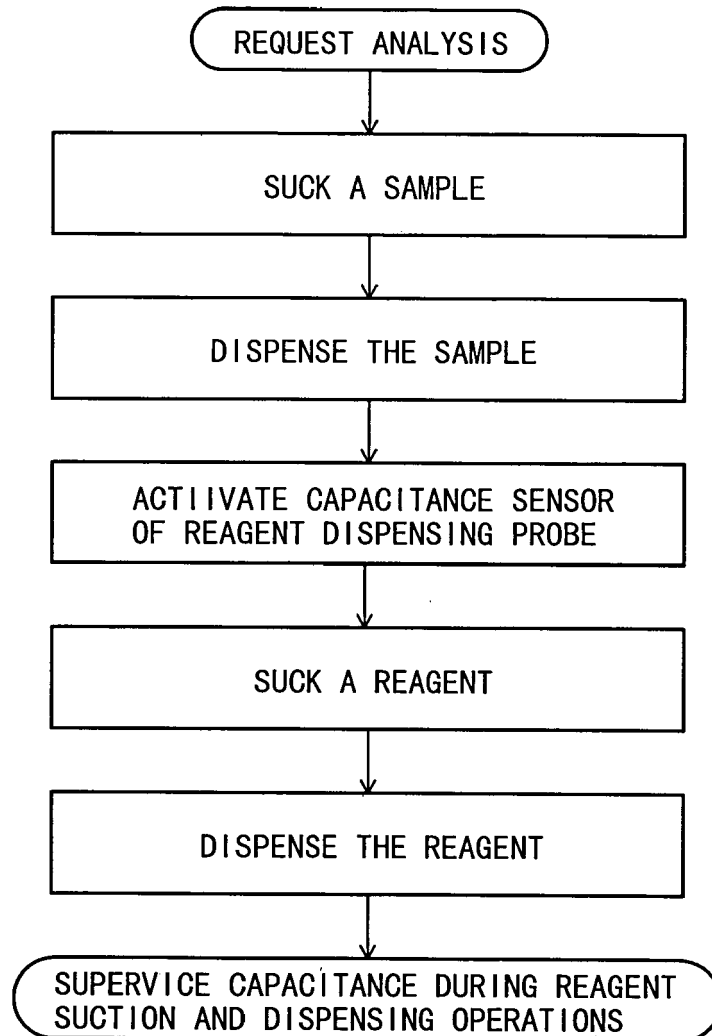 REQUEST ANALYSIS
SUCK A SAMPLE
DISPENSE THE SAMPLE
ACTIIVATE CAPACITANCE SENSOR
OF REAGENT DISPENSING PROBE
SUCK A REAGENT
DISPENSE THE REAGENT
SUPERVICE CAPACITANCE DURING REAGENT
SUCTION AND DISPENSING OPERATIONS